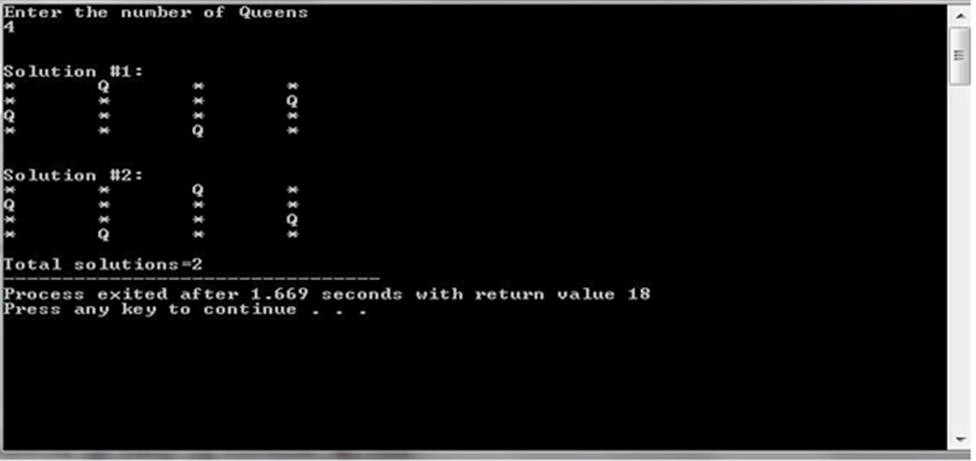 Enter the number of Queens
4
Solution #1:
* Q * *
* * * Q
Q * * *
* * Q *
Solution #2:
* * Q *
Q * * *
* * * Q
* Q * *
Total solutions=2
--------------------------------
Process exited after 1.669 seconds with return value 18
Press any key to continue . . .